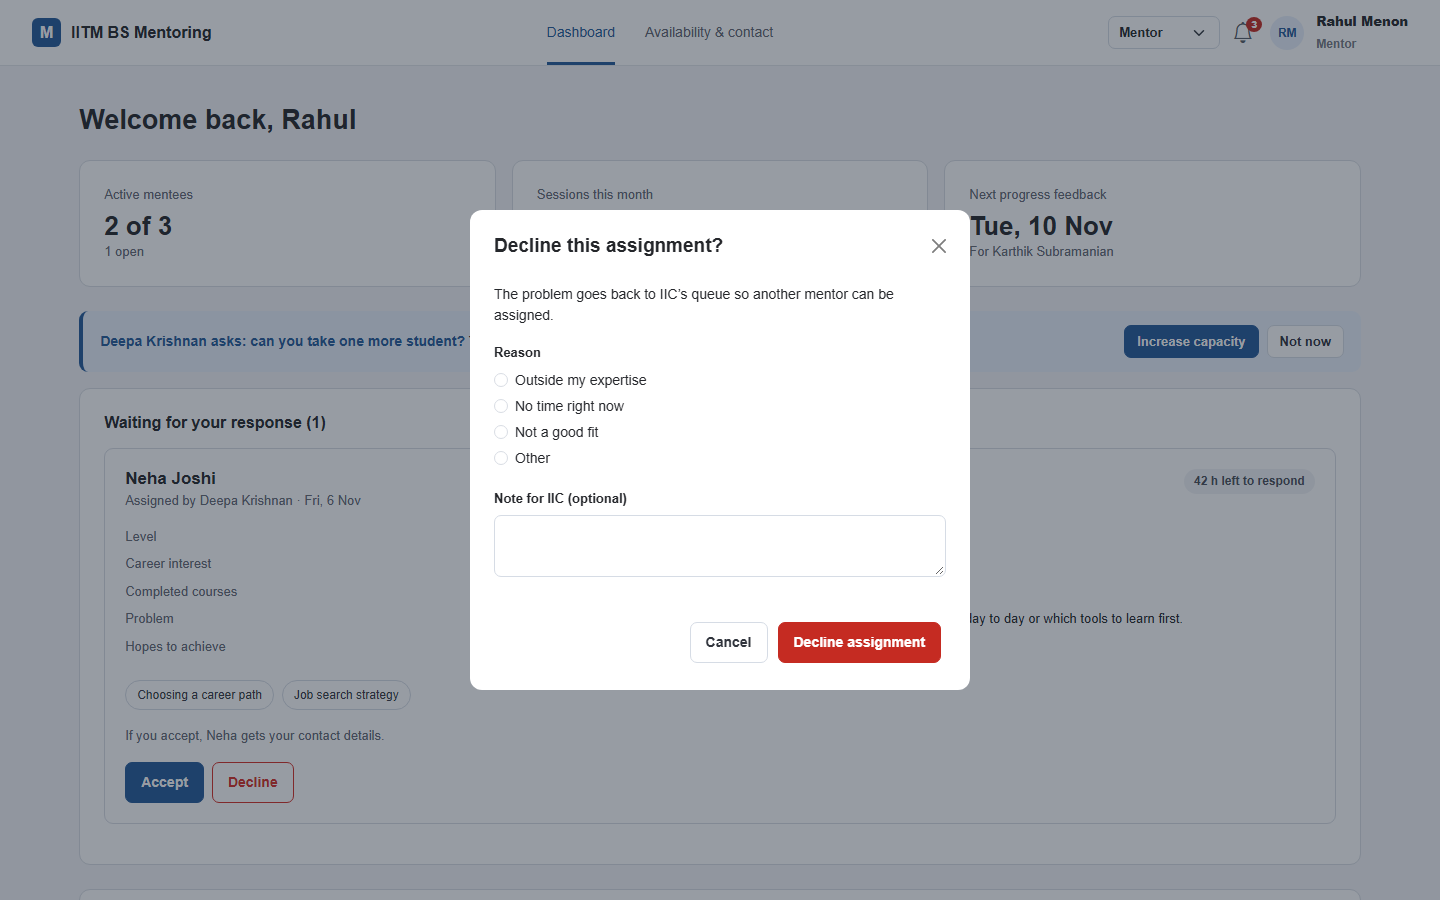 M IITM BS Mentoring
Dashboard
Availability & contact
Mentor
3
RM
Rahul Menon
Mentor
Welcome back, Rahul
Active mentees
2 of 3
1 open
Sessions this month
Next progress feedback
Tue, 10 Nov
For Karthik Subramanian
Deepa Krishnan asks: can you take one more student?
Increase capacity
Not now
Waiting for your response (1)
Neha Joshi
Assigned by Deepa Krishnan · Fri, 6 Nov
42 h left to respond
Level
Career interest
Completed courses
Problem
day to day or which tools to learn first.
Hopes to achieve
Choosing a career path
Job search strategy
If you accept, Neha gets your contact details.
Accept
Decline
Decline this assignment?
The problem goes back to IIC’s queue so another mentor can be
assigned.
Reason
Outside my expertise
No time right now
Not a good fit
Other
Note for IIC (optional)
Cancel
Decline assignment